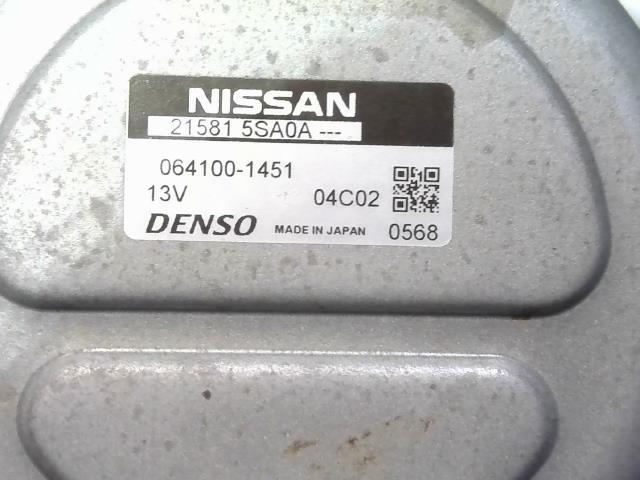 NISSAN
21581 5SA0A ---
064100-1451
13V 04C02
DENSO MADE IN JAPAN 0568